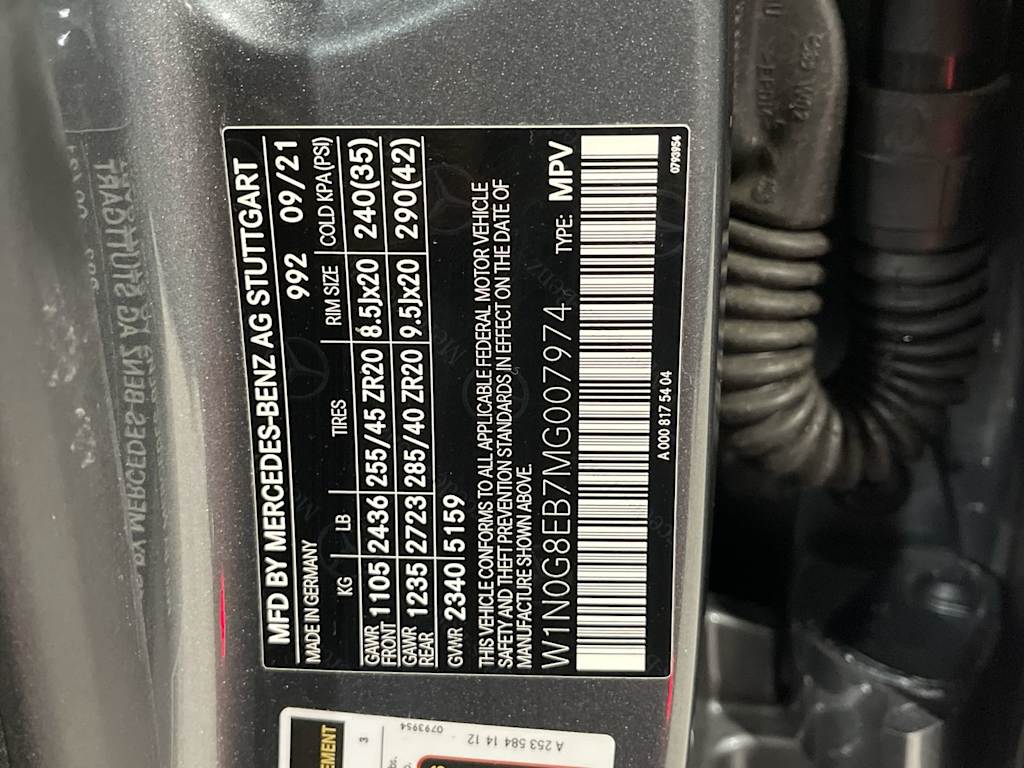 MFD BY MERCEDES-BENZ AG STUTTGART
MADE IN GERMANY 992 09/21
KG LB TIRES RIM SIZE COLD KPA(PSI)
GAWR FRONT 1105 2436 255/45 ZR20 8.5Jx20 240(35)
GAWR REAR 1235 2723 285/40 ZR20 9.5Jx20 290(42)
GVWR 2340 5159
THIS VEHICLE CONFORMS TO ALL APPLICABLE FEDERAL MOTOR VEHICLE
SAFETY AND THEFT PREVENTION STANDARDS IN EFFECT ON THE DATE OF
MANUFACTURE SHOWN ABOVE.
W1N0G8EB7MG007974 TYPE: MPV
A 000 817 54 04 0793954
A 253 584 14 12
0793954
3